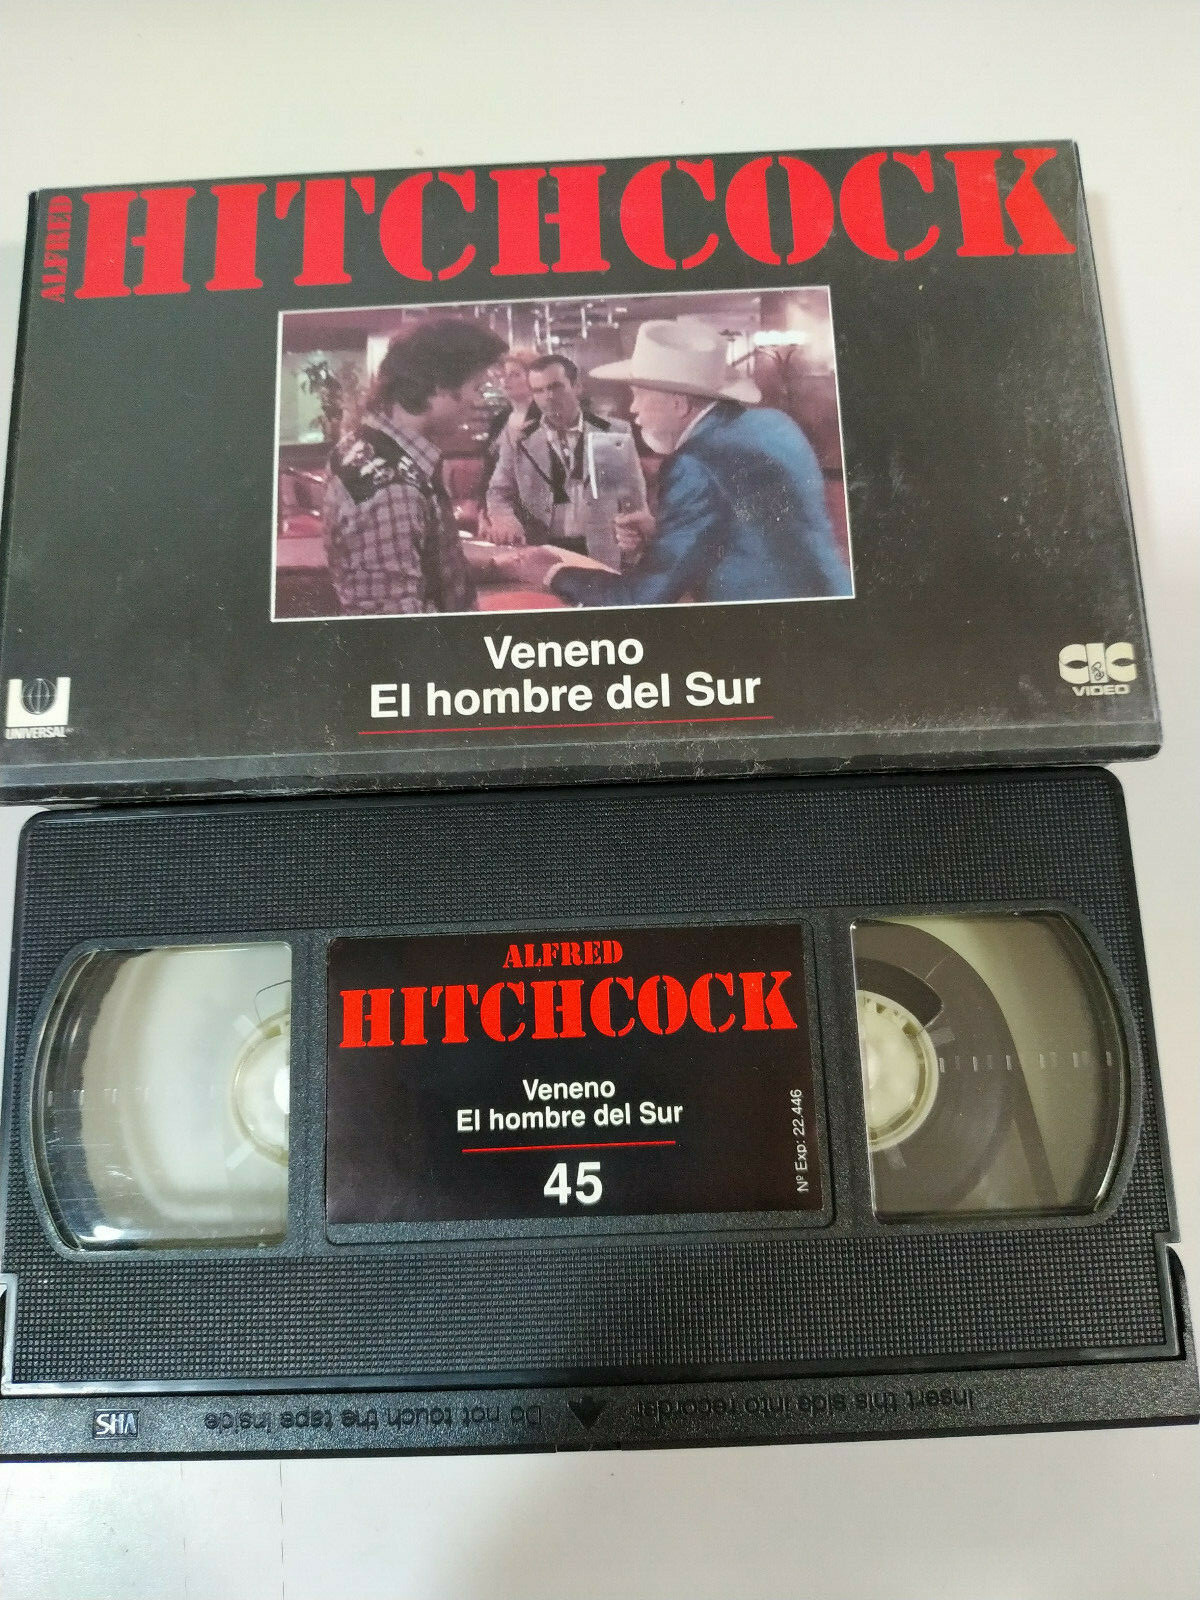 ALFRED
HITCHCOCK
Veneno
El hombre del Sur
UNIVERSAL
CIC
VIDEO
ALFRED
HITCHCOCK
Veneno
El hombre del Sur
45
Nº Exp: 22.446
Insert this side into recorder
Do not touch the tape inside
VHS